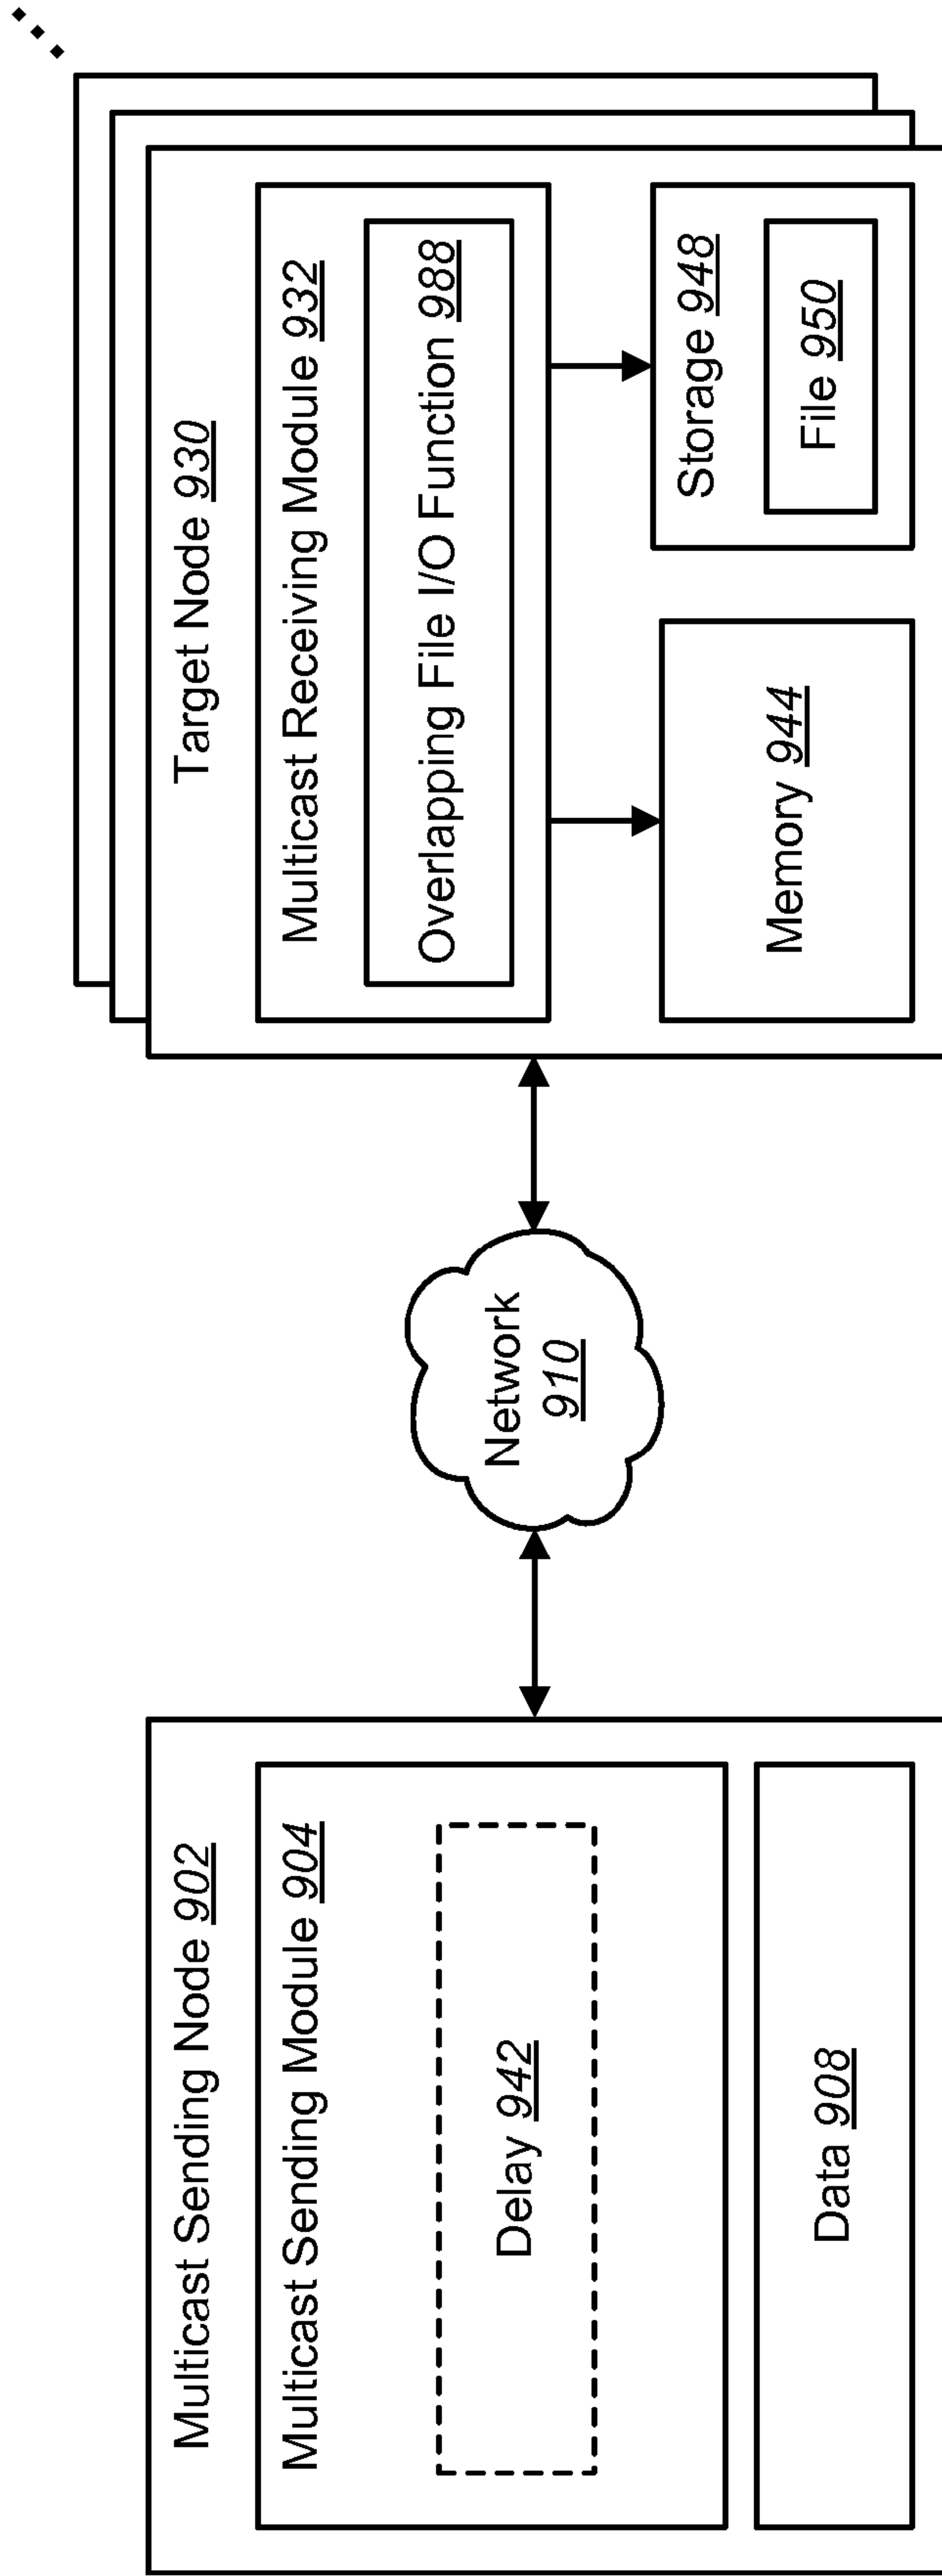 Multicast Sending Node 902
Multicast Sending Module 904
Delay 942
Data 908
Network
910
Target Node 930
Multicast Receiving Module 932
Overlapping File I/O Function 988
Memory 944
Storage 948
File 950